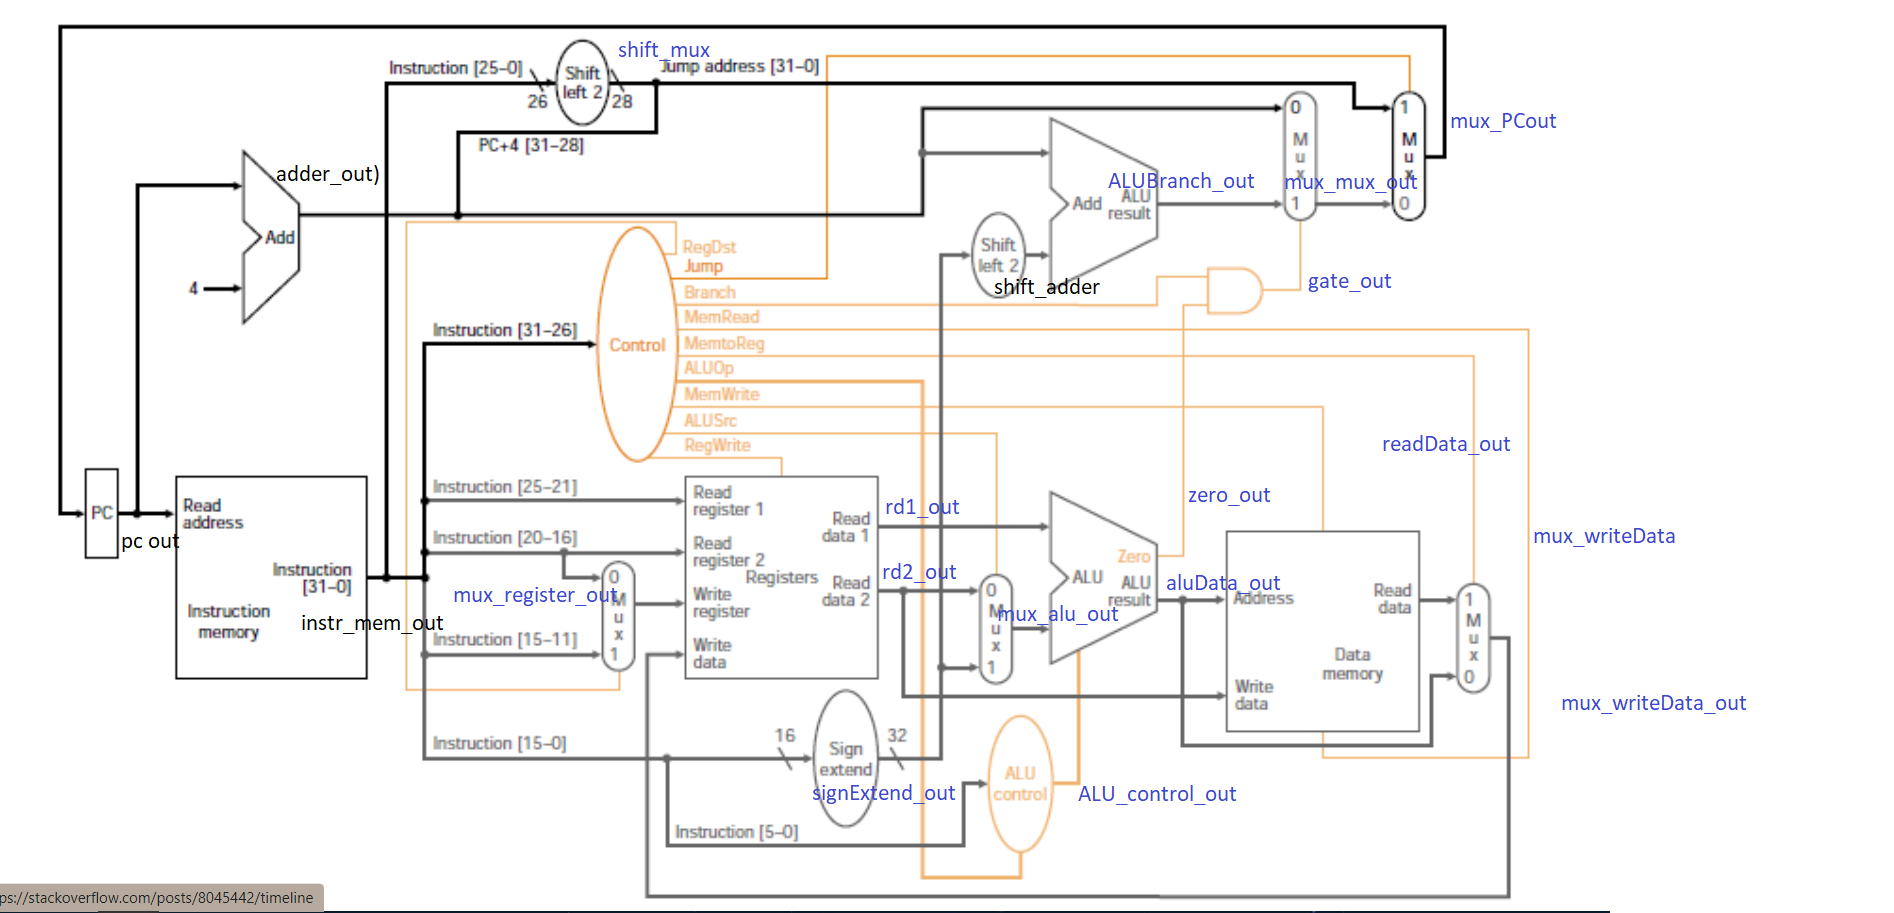 shift_mux
Instruction [25–0]
Shift
left 2
Jump address [31–0]
26
28
PC+4 [31–28]
adder_out)
Add
4
0
M
u
x
1
1
M
u
x
0
mux_PCout
ALUBranch_out
mux_mux_out
Add
ALU
result
Shift
left 2
shift_adder
gate_out
RegDst
Jump
Branch
MemRead
MemtoReg
ALUOp
MemWrite
ALUSrc
RegWrite
Control
Instruction [31–26]
readData_out
PC
pc out
Read
address
Instruction
[31–0]
Instruction
memory
instr_mem_out
Instruction [25–21]
Instruction [20–16]
mux_register_out
0
M
u
x
1
Instruction [15–11]
Read
register 1
Read
register 2
Registers
Write
register
Write
data
Read
data 1
Read
data 2
rd1_out
rd2_out
0
M
u
x
1
mux_alu_out
zero_out
Zero
ALU
ALU
result
aluData_out
Address
Read
data
Data
memory
Write
data
mux_writeData
1
M
u
x
0
mux_writeData_out
Instruction [15–0]
16
Sign
extend
32
signExtend_out
ALU
control
ALU_control_out
Instruction [5–0]
ps://stackoverflow.com/posts/8045442/timeline